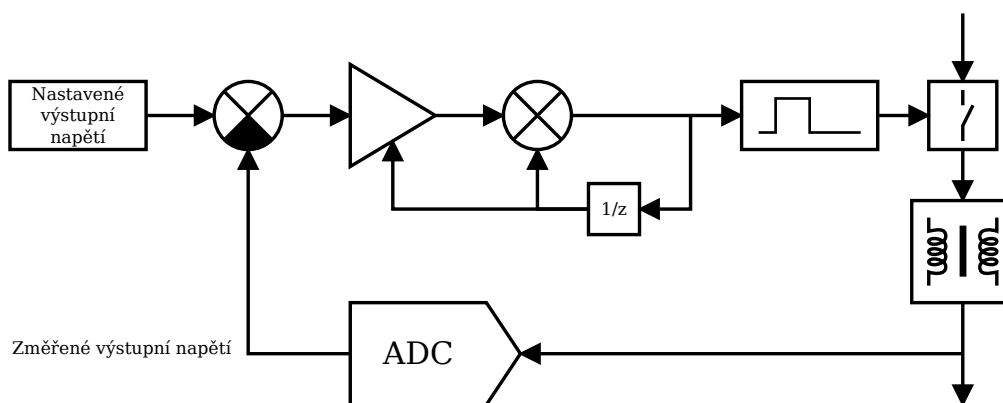 Nastavené
výstupní
napětí
1/z
Změřené výstupní napětí
ADC